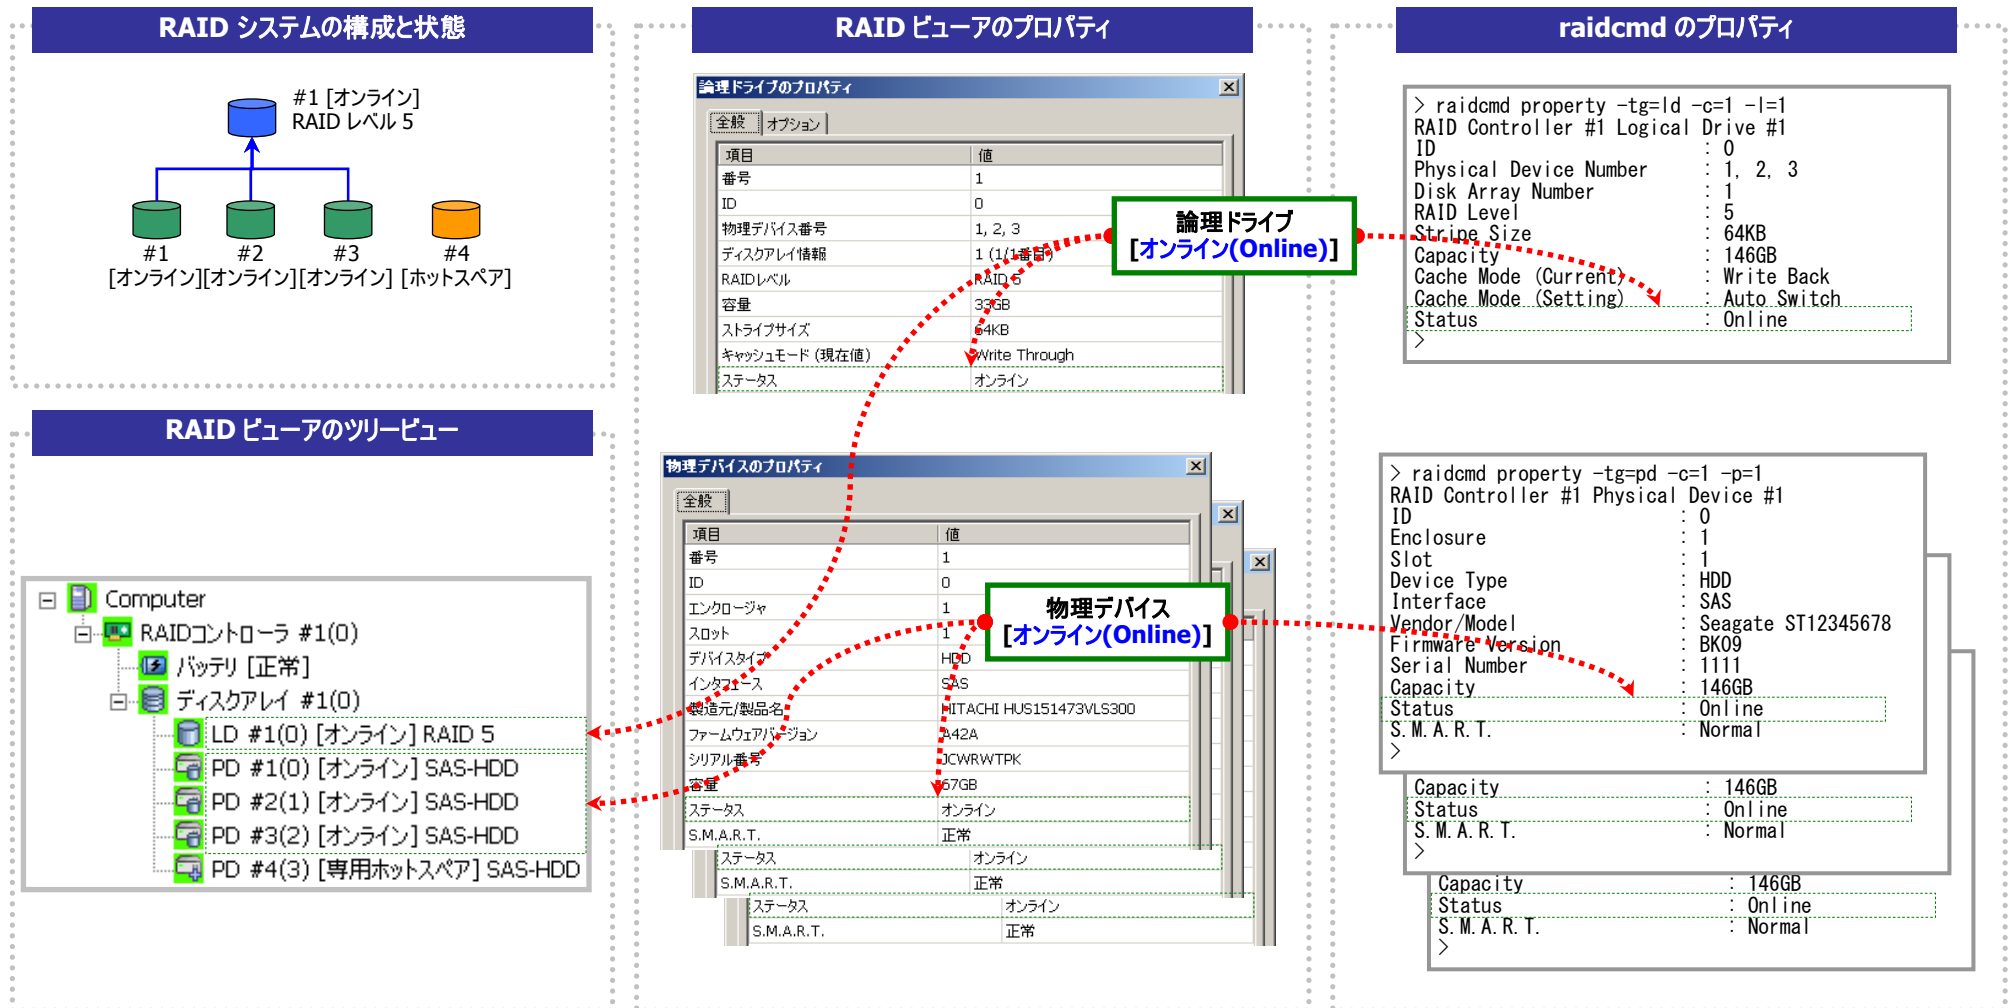 RAID システムの構成と状態
#1 [オンライン]
RAID レベル 5
#1 #2 #3 #4
[オンライン][オンライン][オンライン] [ホットスペア]
RAID ビューアのツリービュー
Computer
RAIDコントローラ #1(0)
バッテリ [正常]
ディスクアレイ #1(0)
LD #1(0) [オンライン] RAID 5
PD #1(0) [オンライン] SAS-HDD
PD #2(1) [オンライン] SAS-HDD
PD #3(2) [オンライン] SAS-HDD
PD #4(3) [専用ホットスペア] SAS-HDD
RAID ビューアのプロパティ
論理ドライブのプロパティ
全般 オプション
項目 値
番号 1
ID 0
物理デバイス番号 1, 2, 3
ディスクアレイ情報 1 (1/1番目)
RAIDレベル RAID 5
容量 33GB
ストライプサイズ 64KB
キャッシュモード (現在値) Write Through
ステータス オンライン
論理ドライブ
[オンライン(Online)]
物理デバイスのプロパティ
全般
項目 値
番号 1
ID 0
エンクロージャ 1
スロット 1
デバイスタイプ HDD
インタフェース SAS
製造元/製品名 HITACHI HUS151473VLS300
ファームウェアバージョン A42A
シリアル番号 JCWRWTPK
容量 67GB
ステータス オンライン
S.M.A.R.T. 正常
ステータス オンライン
S.M.A.R.T. 正常
ステータス オンライン
S.M.A.R.T. 正常
物理デバイス
[オンライン(Online)]
raidcmd のプロパティ
> raidcmd property -tg=ld -c=1 -l=1
RAID Controller #1 Logical Drive #1
ID : 0
Physical Device Number : 1, 2, 3
Disk Array Number : 1
RAID Level : 5
Stripe Size : 64KB
Capacity : 146GB
Cache Mode (Current) : Write Back
Cache Mode (Setting) : Auto Switch
Status : Online
>
> raidcmd property -tg=pd -c=1 -p=1
RAID Controller #1 Physical Device #1
ID : 0
Enclosure : 1
Slot : 1
Device Type : HDD
Interface : SAS
Vendor/Model : Seagate ST12345678
Firmware Version : BK09
Serial Number : 1111
Capacity : 146GB
Status : Online
S.M.A.R.T. : Normal
>
Capacity : 146GB
Status : Online
S.M.A.R.T. : Normal
>
Capacity : 146GB
Status : Online
S.M.A.R.T. : Normal
>